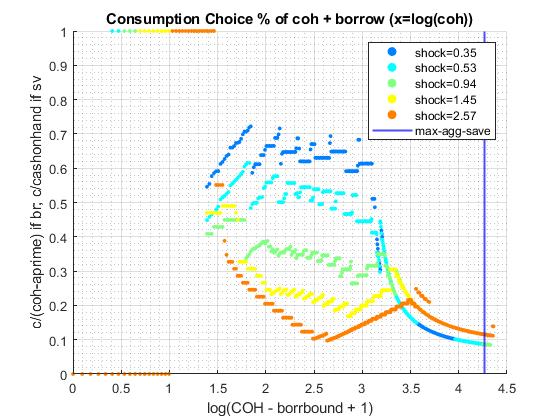 Consumption Choice % of coh + borrow (x=log(coh))
c/(coh-aprime) if br, c/cashonhand if sv
1
0.9
0.8
0.7
0.6
0.5
0.4
0.3
0.2
0.1
0
shock=0.35
shock=0.53
shock=0.94
shock=1.45
shock=2.57
max-agg-save
0 0.5 1 1.5 2 2.5 3 3.5 4 4.5
log(COH - borrbound + 1)